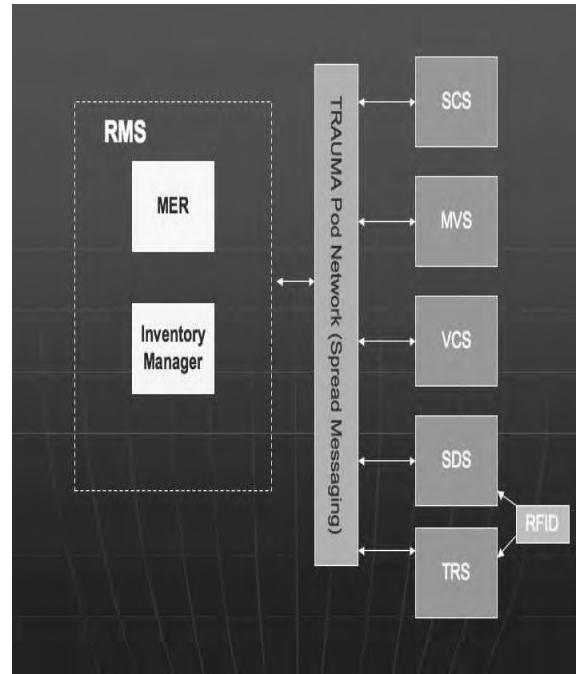 RMS
MER
Inventory
Manager
TRAUMA Pod Network (Spread Messaging)
SCS
MVS
VCS
SDS
RFID
TRS